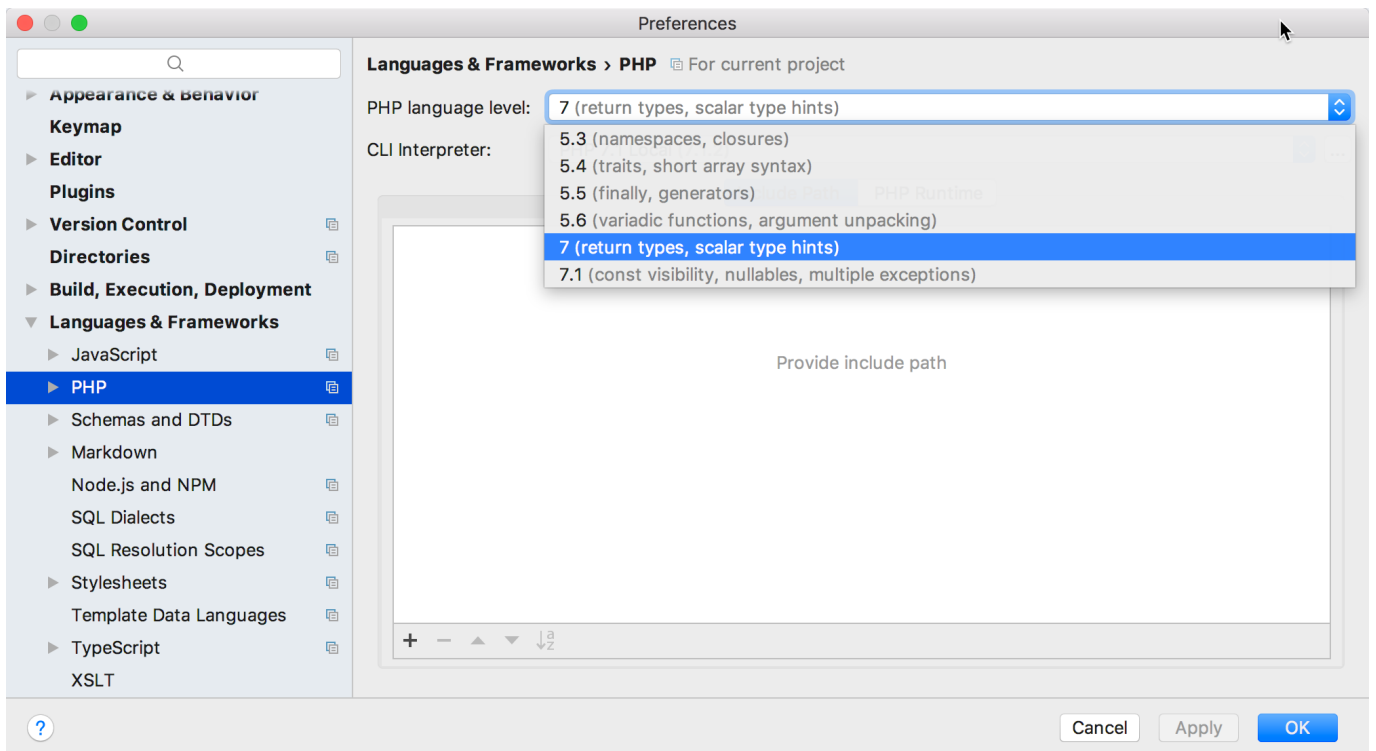 Preferences
Languages & Frameworks › PHP For current project
Appearance & Behavior
Keymap
Editor
Plugins
Version Control
Directories
Build, Execution, Deployment
Languages & Frameworks
JavaScript
PHP
Schemas and DTDs
Markdown
Node.js and NPM
SQL Dialects
SQL Resolution Scopes
Stylesheets
Template Data Languages
TypeScript
XSLT
PHP language level: 7 (return types, scalar type hints)
5.3 (namespaces, closures)
CLI Interpreter:
5.4 (traits, short array syntax)
5.5 (finally, generators)
PHP Runtime
5.6 (variadic functions, argument unpacking)
7 (return types, scalar type hints)
7.1 (const visibility, nullables, multiple exceptions)
Provide include path
? Cancel Apply OK